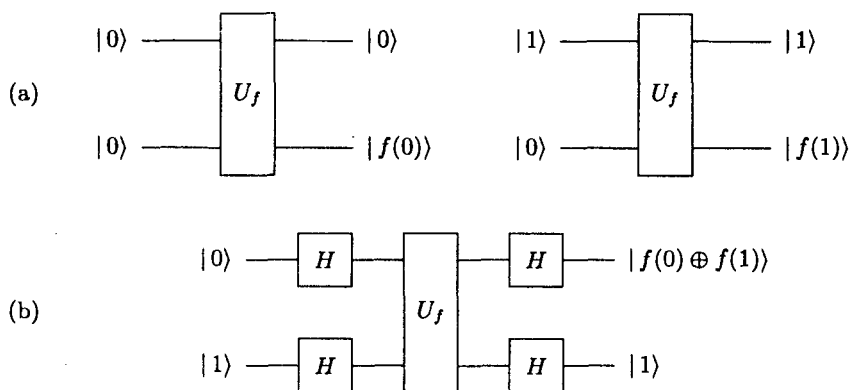 |0⟩ |0⟩ |1⟩ |1⟩
(a) U_f U_f
|0⟩ |f(0)⟩ |0⟩ |f(1)⟩
|0⟩ H H |f(0) ⊕ f(1)⟩
(b) U_f
|1⟩ H H |1⟩